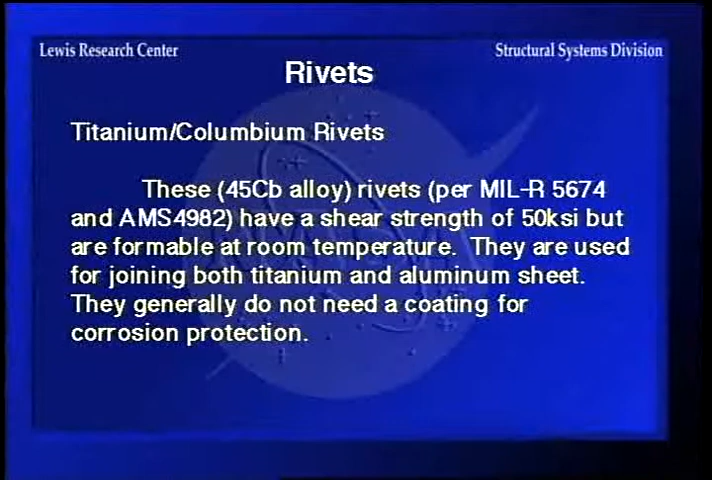 Lewis Research Center
Structural Systems Division
Rivets
Titanium/Columbium Rivets
These (45Cb alloy) rivets (per MIL-R 5674
and AMS4982) have a shear strength of 50ksi but
are formable at room temperature. They are used
for joining both titanium and aluminum sheet.
They generally do not need a coating for
corrosion protection.